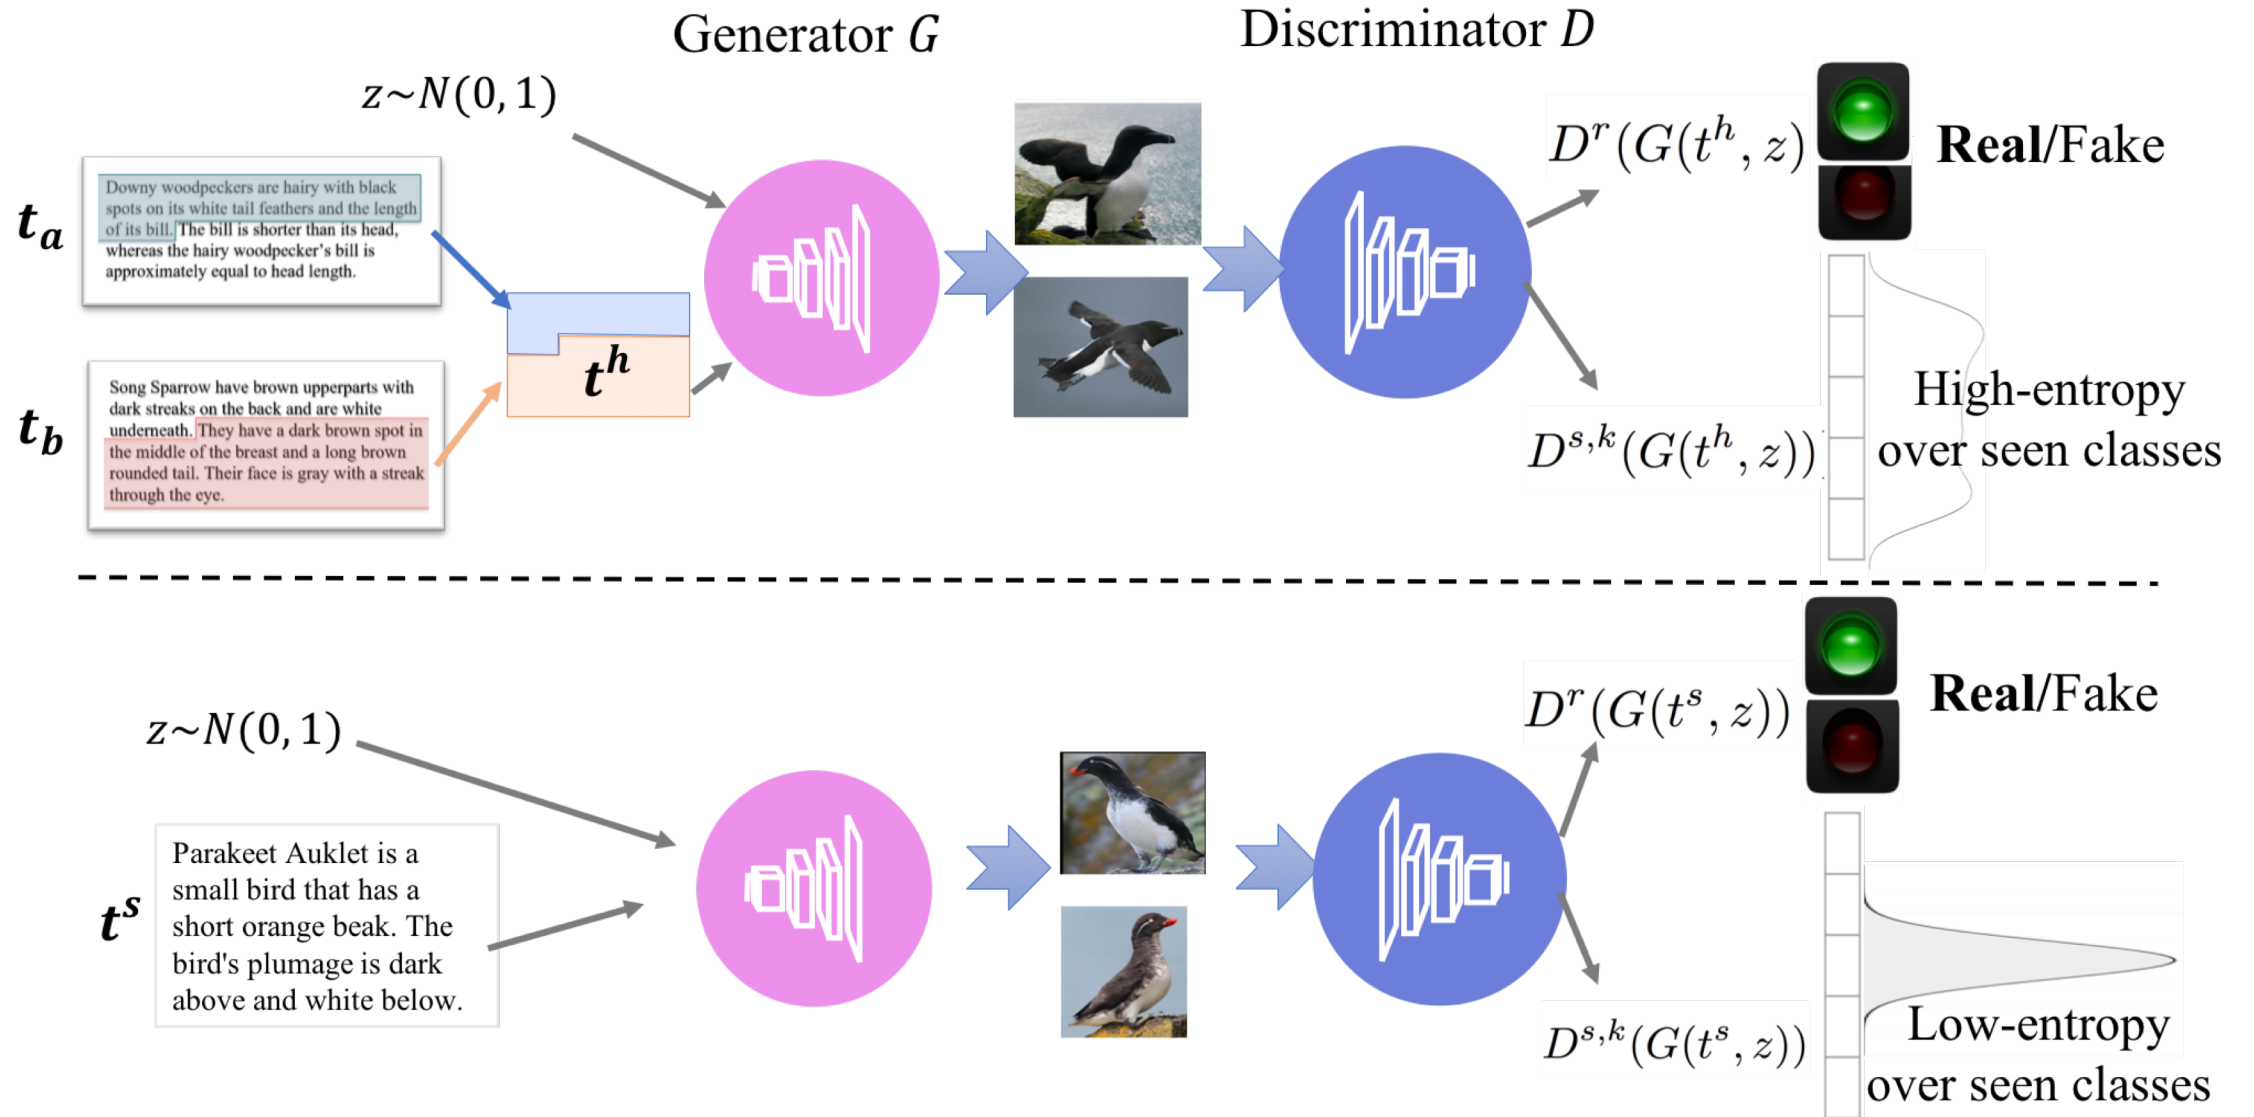 Generator G
Discriminator D
z~N(0, 1)
t_a
Downy woodpeckers are hairy with black
spots on its white tail feathers and the length
of its bill. The bill is shorter than its head,
whereas the hairy woodpecker's bill is
approximately equal to head length.
t_b
Song Sparrow have brown upperparts with
dark streaks on the back and are white
underneath. They have a dark brown spot in
the middle of the breast and a long brown
rounded tail. Their face is gray with a streak
through the eye.
t^h
D^r(G(t^h, z)
Real/Fake
D^{s,k}(G(t^h, z))
High-entropy
over seen classes
z~N(0, 1)
t^s
Parakeet Auklet is a
small bird that has a
short orange beak. The
bird's plumage is dark
above and white below.
D^r(G(t^s, z))
Real/Fake
D^{s,k}(G(t^s, z))
Low-entropy
over seen classes